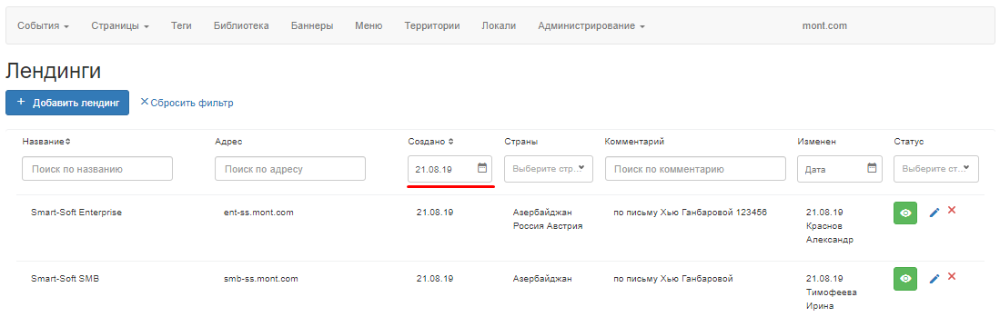 События Страницы Теги Библиотека Баннеры Меню Территории Локали Администрирование mont.com
Лендинги
+ Добавить лендинг ×Сбросить фильтр
Название Адрес Создано Страны Комментарий Изменен Статус
Поиск по названию Поиск по адресу 21.08.19 Выберите стр... Поиск по комментарию Дата Выберите ст...
Smart-Soft Enterprise ent-ss.mont.com 21.08.19 Азербайджан по письму Хью Ганбаровой 123456 21.08.19
Россия Австрия Краснов
Александр
Smart-Soft SMB smb-ss.mont.com 21.08.19 Азербайджан по письму Хью Ганбаровой 21.08.19
Тимофеева
Ирина